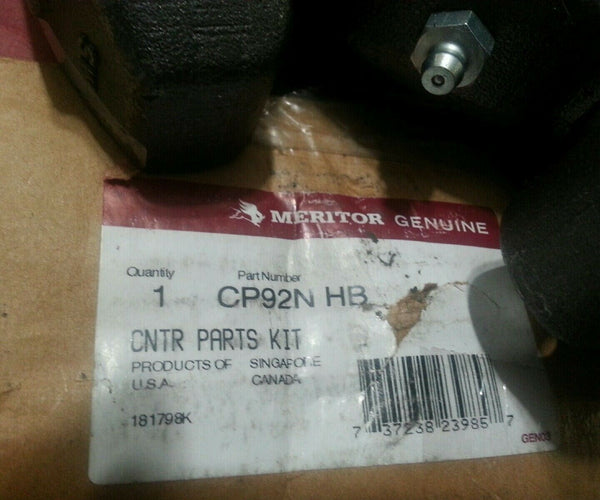 MERITOR GENUINE
Quantity Part Number
1 CP92N HB
CNTR PARTS KIT
PRODUCTS OF SINGAPORE
U.S.A. CANADA
181798K
7 37238 23985 7
GEN03